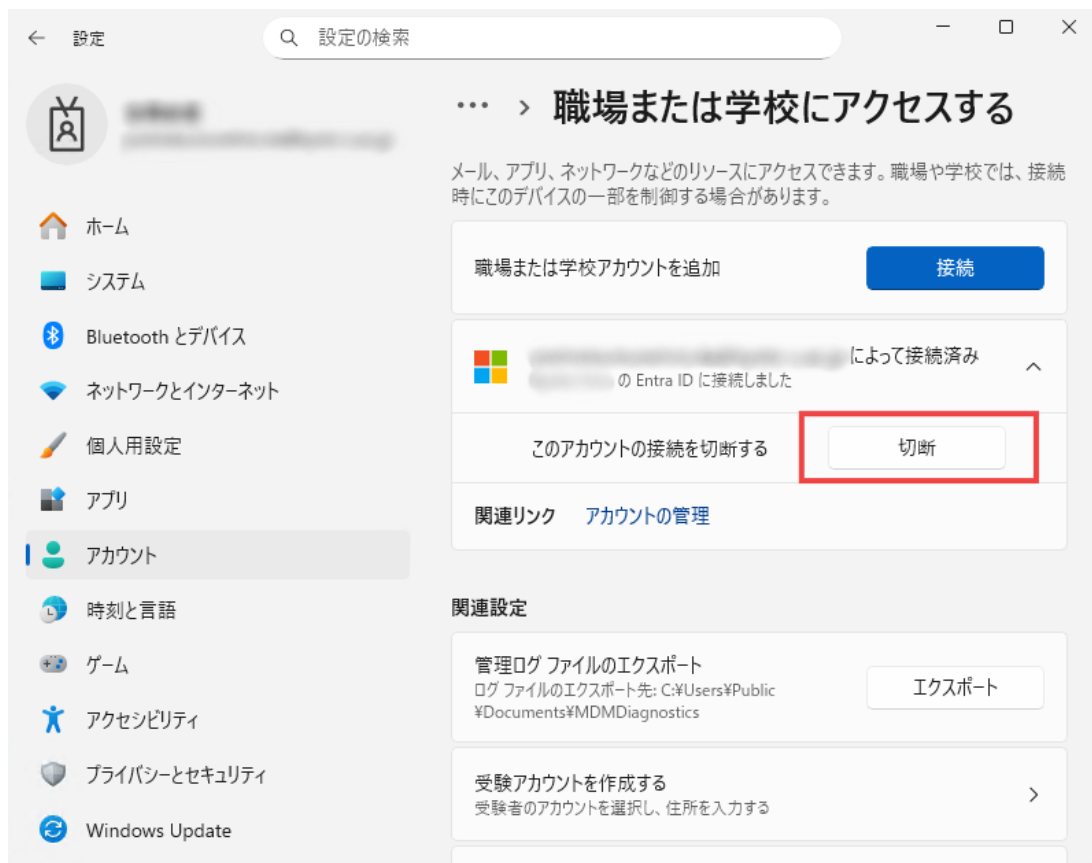 設定
設定の検索
ホーム
システム
Bluetooth とデバイス
ネットワークとインターネット
個人用設定
アプリ
アカウント
時刻と言語
ゲーム
アクセシビリティ
プライバシーとセキュリティ
Windows Update
… › 職場または学校にアクセスする
メール、アプリ、ネットワークなどのリソースにアクセスできます。職場や学校では、接続
時にこのデバイスの一部を制御する場合があります。
職場または学校アカウントを追加
接続
によって接続済み
の Entra ID に接続しました
このアカウントの接続を切断する
切断
関連リンク アカウントの管理
関連設定
管理ログ ファイルのエクスポート
ログ ファイルのエクスポート先: C:¥Users¥Public
¥Documents¥MDMDiagnostics
エクスポート
受験アカウントを作成する
受験者のアカウントを選択し、住所を入力する